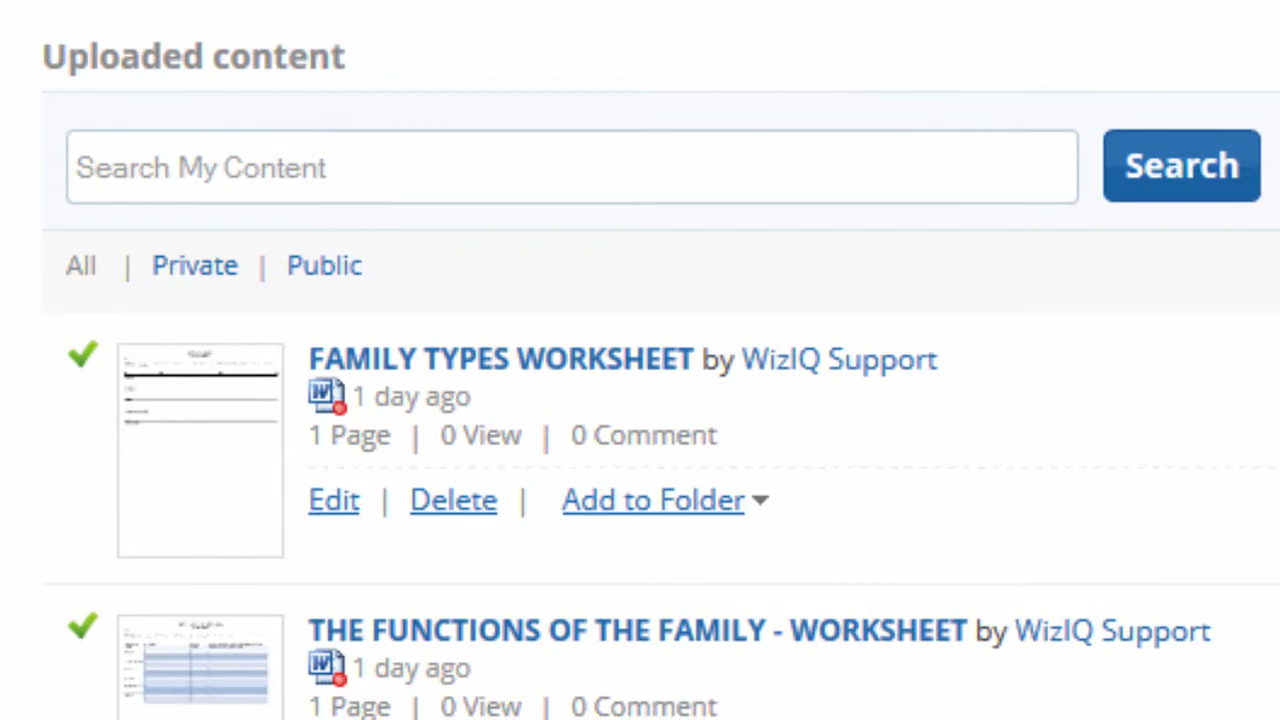 Uploaded content
Search My Content
Search
All | Private | Public
FAMILY TYPES WORKSHEET by WizIQ Support
1 day ago
1 Page | 0 View | 0 Comment
Edit | Delete | Add to Folder
THE FUNCTIONS OF THE FAMILY - WORKSHEET by WizIQ Support
1 day ago
1 Page | 0 View | 0 Comment